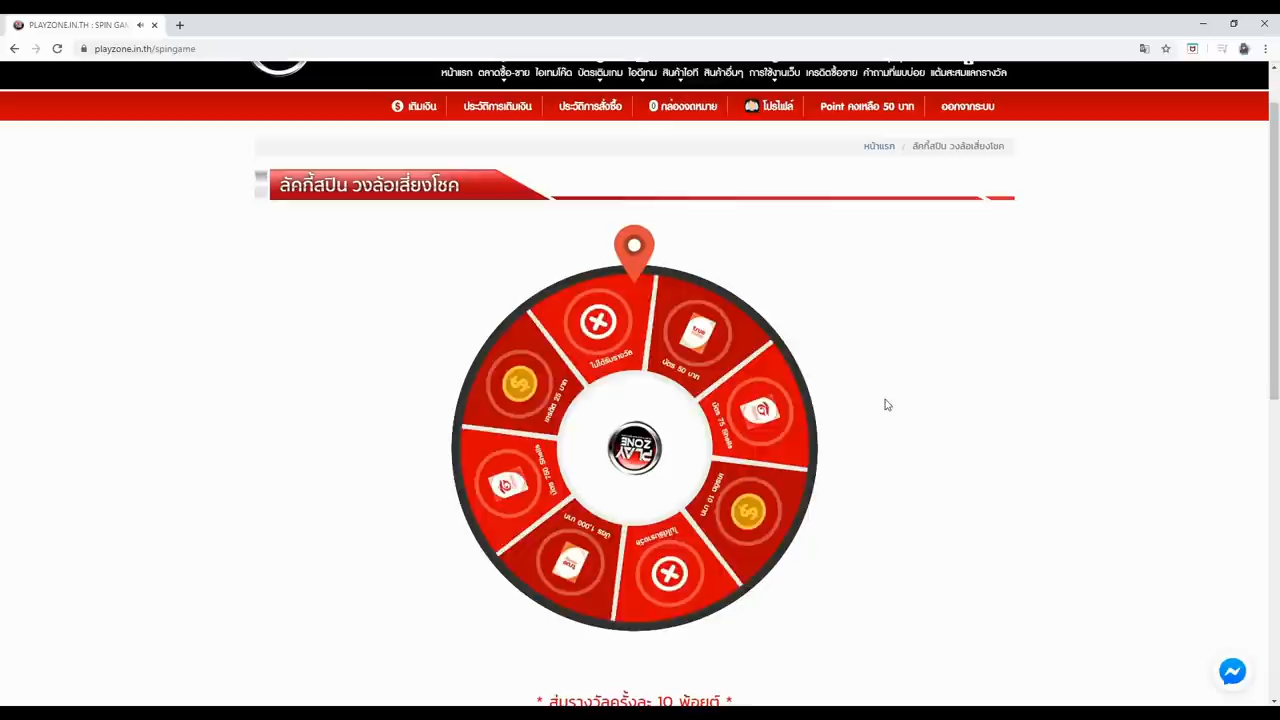 PLAYZONE.IN.TH : SPIN GAM
playzone.in.th/spingame
หน้าแรก ตลาดซื้อ-ขาย ไอเทมโค๊ด บัตรเติมเกม ไอดีเกม สินค้าไอที สินค้าอื่นๆ การใช้งานเว็บ เครดิตซื้อขาย คำถามที่พบบ่อย แต้มสะสมแลกรางวัล
เติมเงิน ประวัติการเติมเงิน ประวัติการสั่งซื้อ 0 กล่องจดหมาย โปรไฟล์ Point คงเหลือ 50 บาท ออกจากระบบ
หน้าแรก / ลัคกี้สปิน วงล้อเสี่ยงโชค
ลัคกี้สปิน วงล้อเสี่ยงโชค
ไม่ได้รับรางวัล
บัตร 50 บาท
บัตร 75 Shells
เครดิต 10 บาท
ไม่ได้รับรางวัล
บัตร 1,000 บาท
บัตร 750 Shells
เครดิต 25 บาท
true
true
PLAY
ZONE
* สุ่มรางวัลครั้งละ 10 พ้อยต์ *